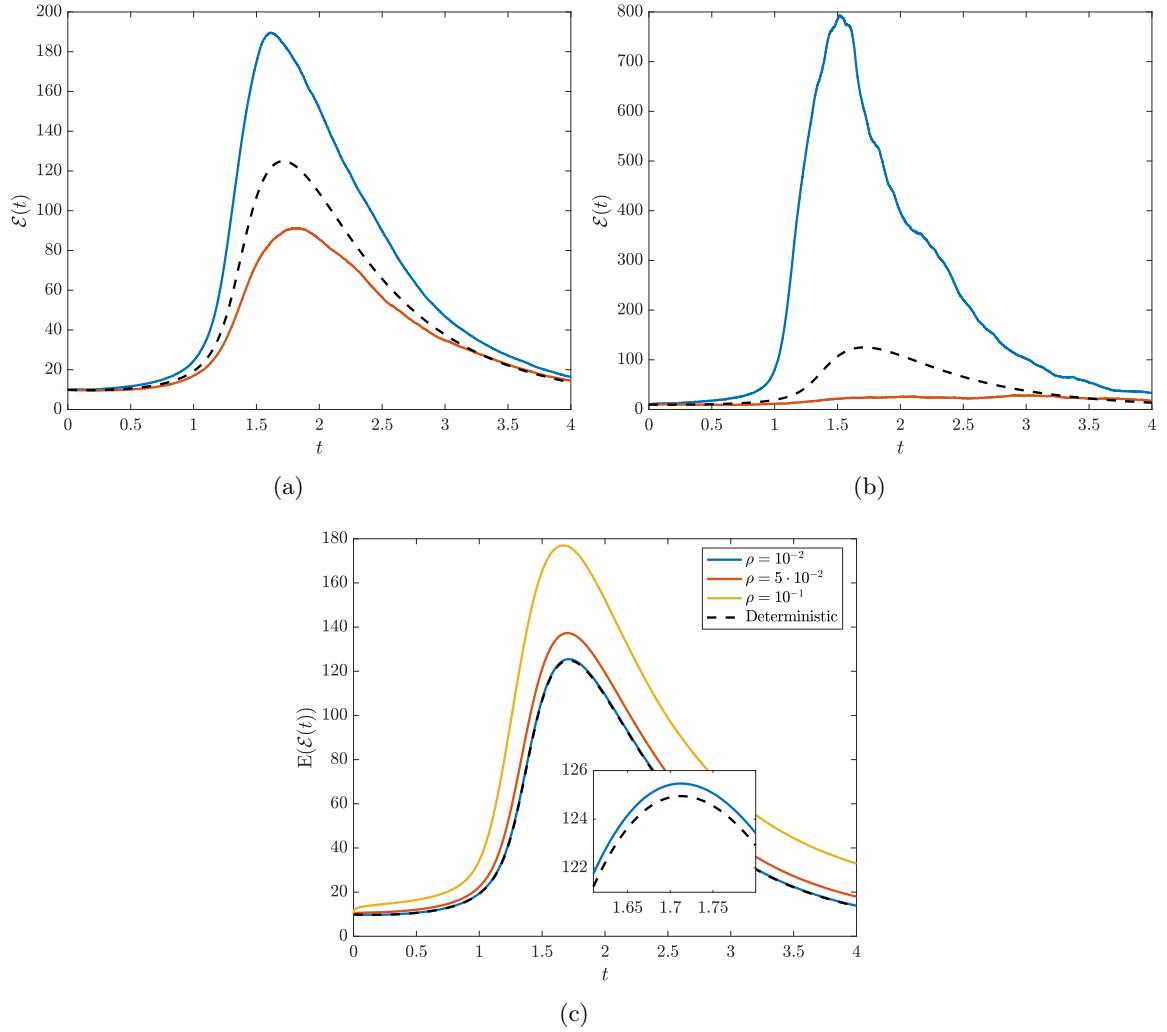 200
180
160
140
120
100
80
60
40
20
0
ℰ(t)
0 0.5 1 1.5 2 2.5 3 3.5 4
t
(a)
800
700
600
500
400
300
200
100
0
ℰ(t)
0 0.5 1 1.5 2 2.5 3 3.5 4
t
(b)
180
160
140
120
100
80
60
40
20
0
E(ℰ(t))
ρ = 10⁻²
ρ = 5 · 10⁻²
ρ = 10⁻¹
Deterministic
126
124
122
1.65 1.7 1.75
0 0.5 1 1.5 2 2.5 3 3.5 4
t
(c)